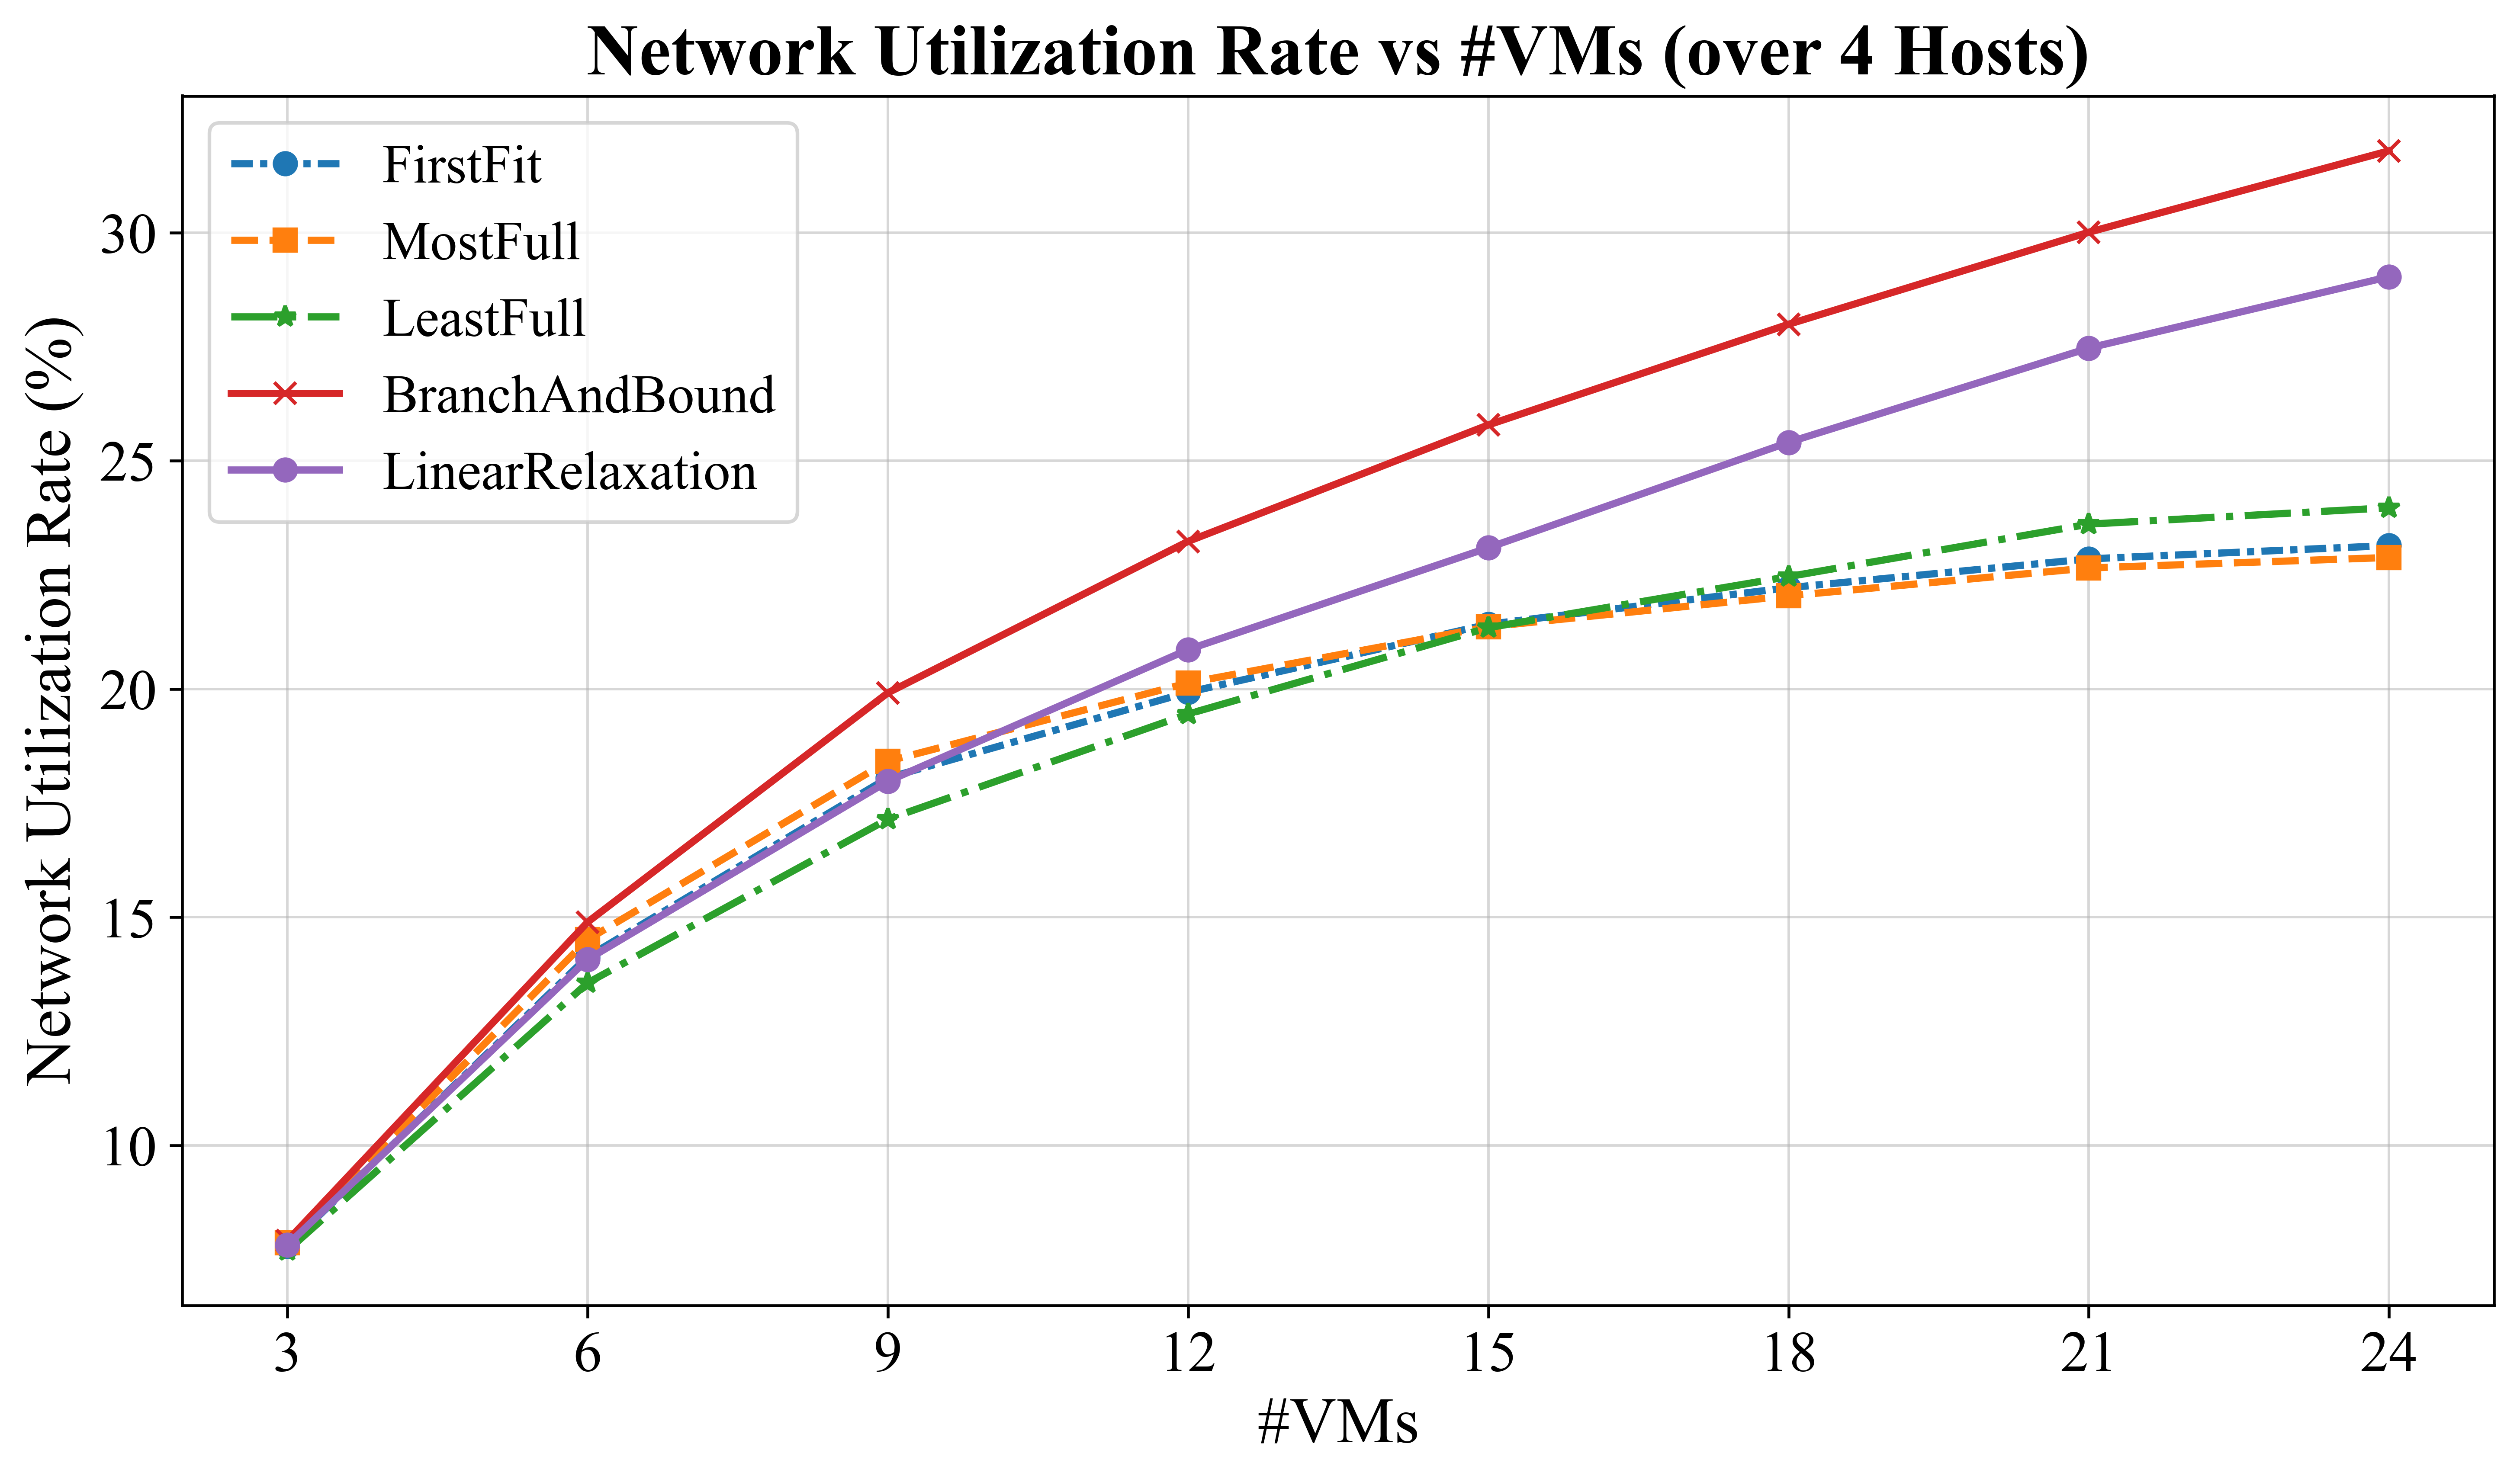 Network Utilization Rate vs #VMs (over 4 Hosts)
FirstFit
MostFull
LeastFull
BranchAndBound
LinearRelaxation
Network Utilization Rate (%)
30
25
20
15
10
3 6 9 12 15 18 21 24
#VMs